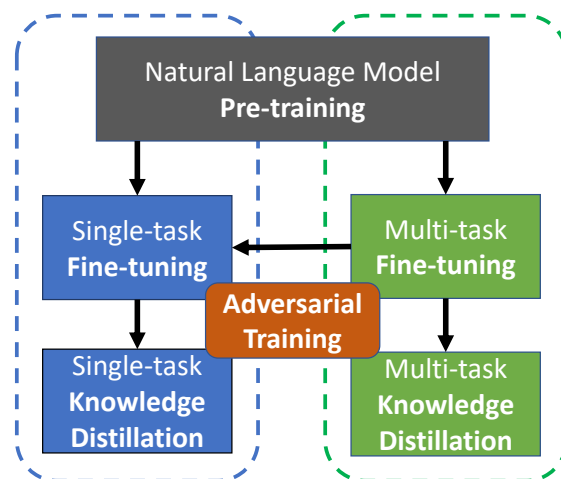 Natural Language Model
Pre-training
Single-task
Fine-tuning
Multi-task
Fine-tuning
Adversarial
Training
Single-task
Knowledge
Distillation
Multi-task
Knowledge
Distillation